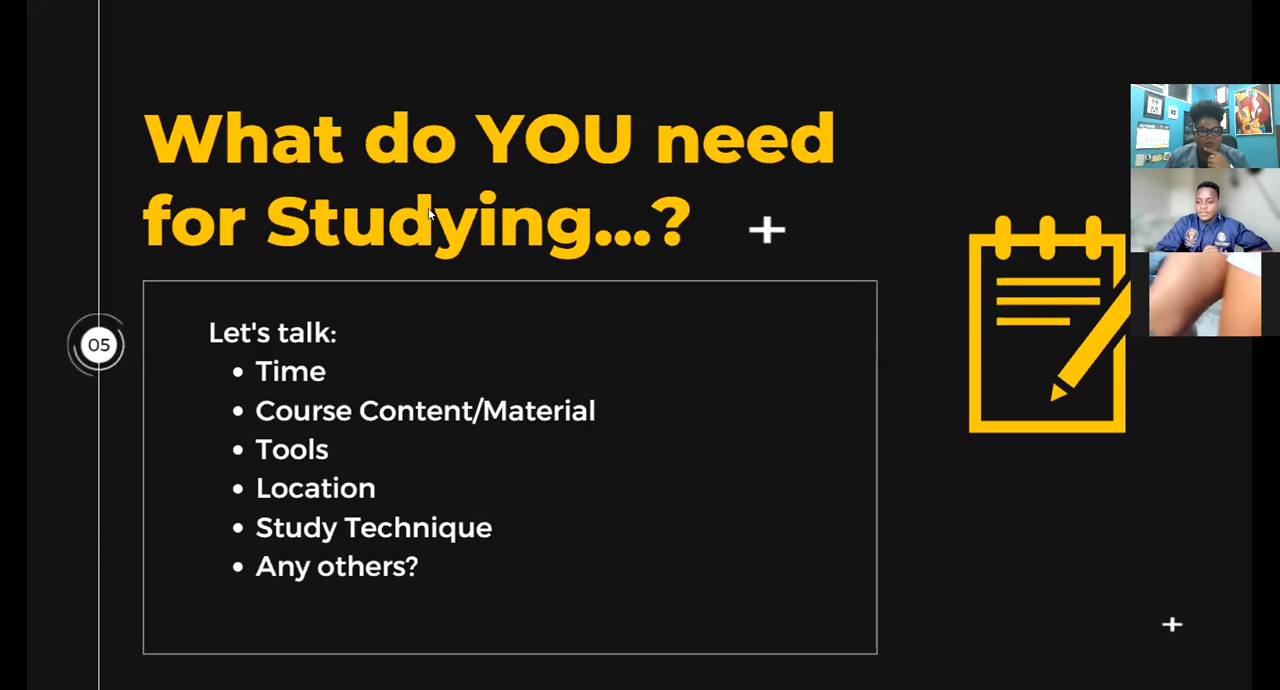 What do YOU need
for Studying...?
05
Let's talk:
• Time
• Course Content/Material
• Tools
• Location
• Study Technique
• Any others?